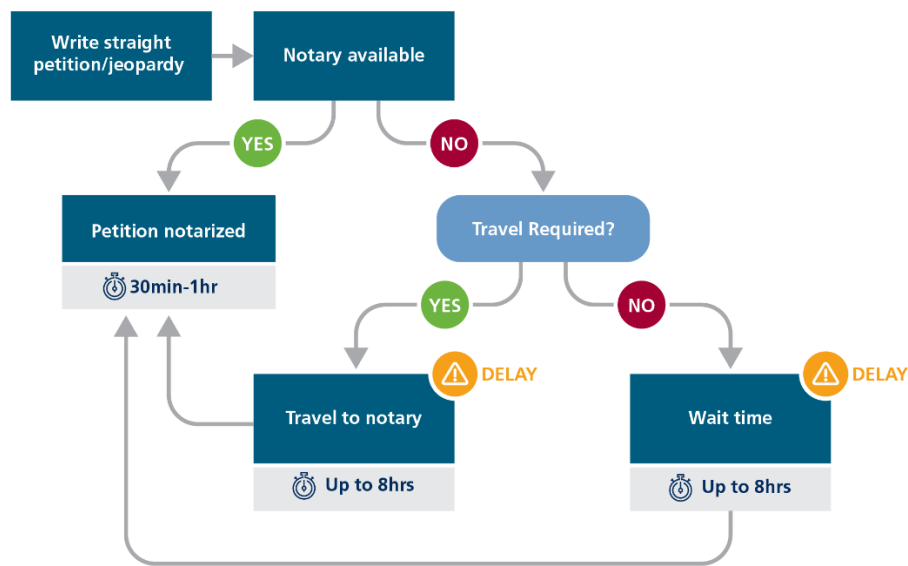 Write straight
petition/jeopardy
Notary available
YES
NO
Petition notarized
30min-1hr
Travel Required?
YES
NO
DELAY
Travel to notary
Up to 8hrs
DELAY
Wait time
Up to 8hrs